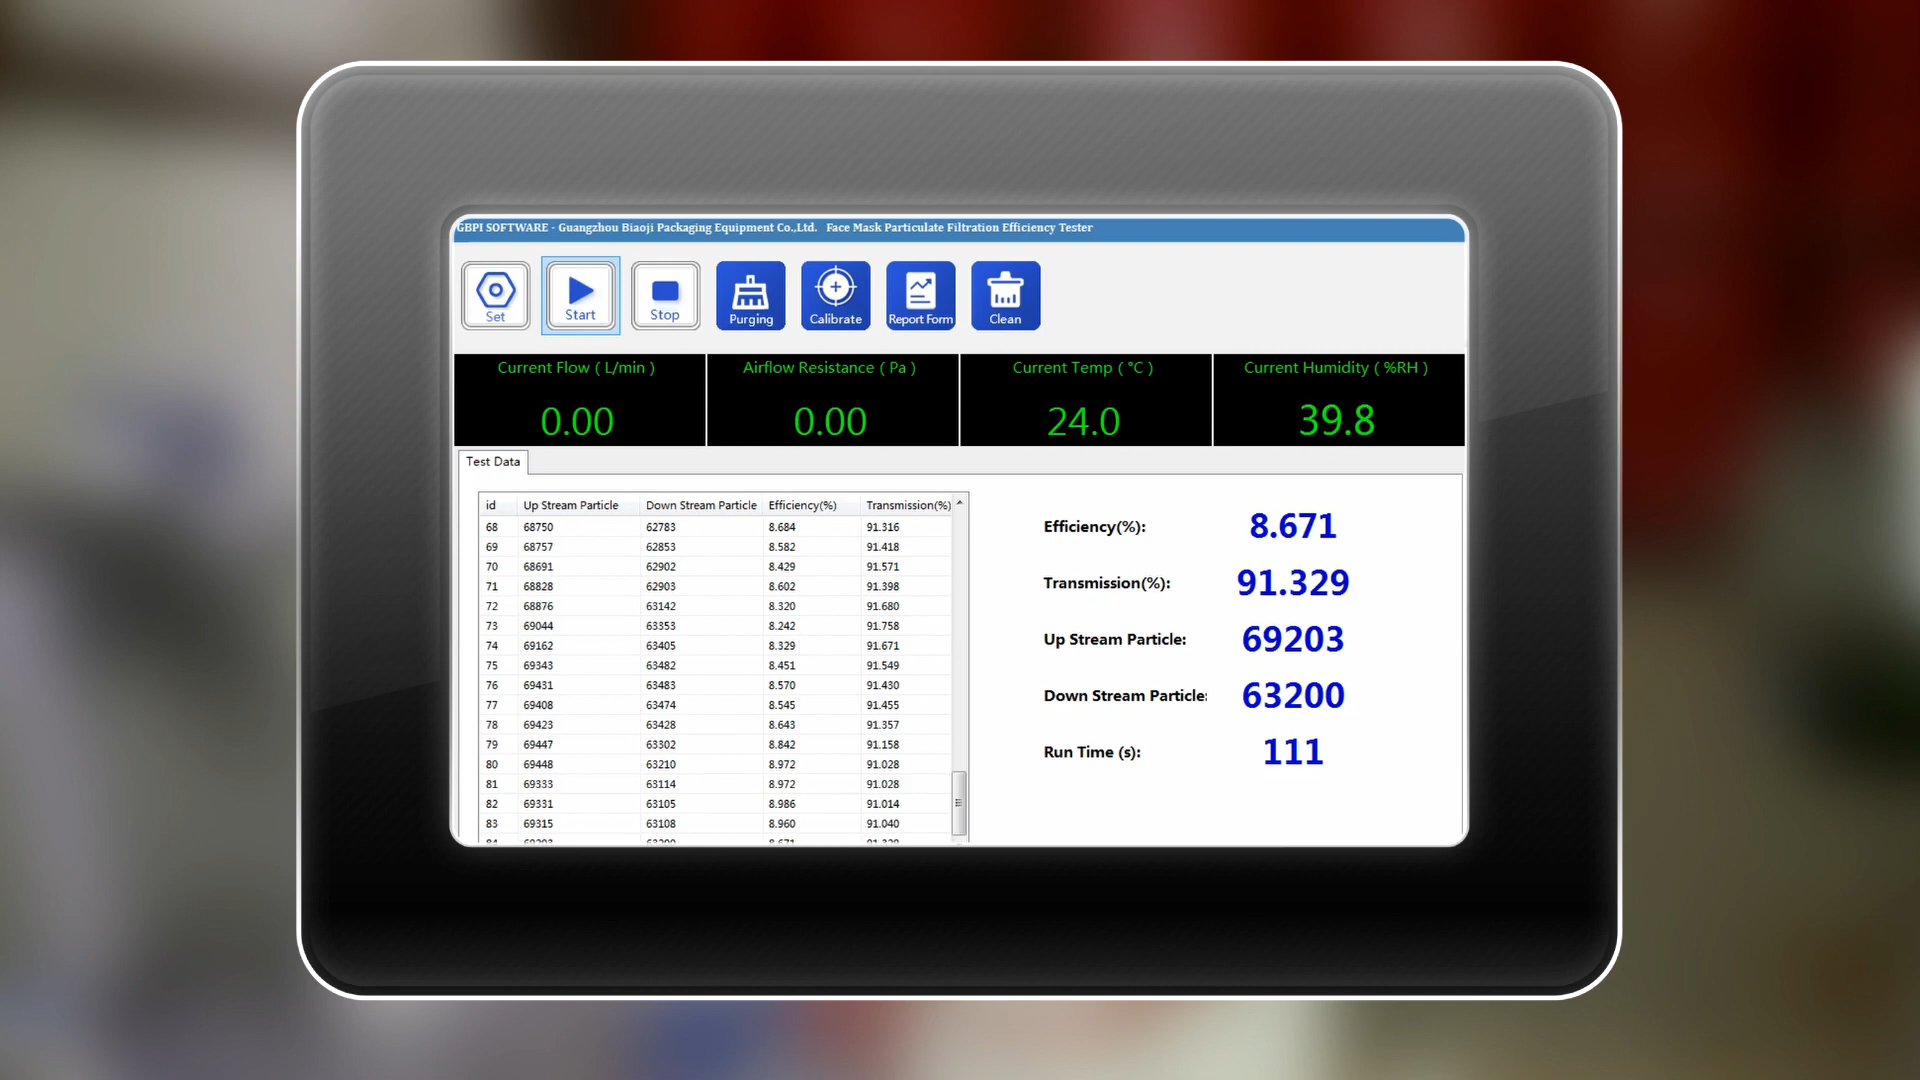 GBPI SOFTWARE - Guangzhou Biaoji Packaging Equipment Co.,Ltd. Face Mask Particulate Filtration Efficiency Tester
Set Start Stop Purging Calibrate Report Form Clean
Current Flow ( L/min ) Airflow Resistance ( Pa ) Current Temp ( °C ) Current Humidity ( %RH )
0.00 0.00 24.0 39.8
Test Data
id Up Stream Particle Down Stream Particle Efficiency(%) Transmission(%)
68 68750 62783 8.684 91.316
69 68757 62853 8.582 91.418
70 68691 62902 8.429 91.571
71 68828 62903 8.602 91.398
72 68876 63142 8.320 91.680
73 69044 63353 8.242 91.758
74 69162 63405 8.329 91.671
75 69343 63482 8.451 91.549
76 69431 63483 8.570 91.430
77 69408 63474 8.545 91.455
78 69423 63428 8.643 91.357
79 69447 63302 8.842 91.158
80 69448 63210 8.972 91.028
81 69333 63114 8.972 91.028
82 69331 63105 8.986 91.014
83 69315 63108 8.960 91.040
Efficiency(%): 8.671
Transmission(%): 91.329
Up Stream Particle: 69203
Down Stream Particle: 63200
Run Time (s): 111